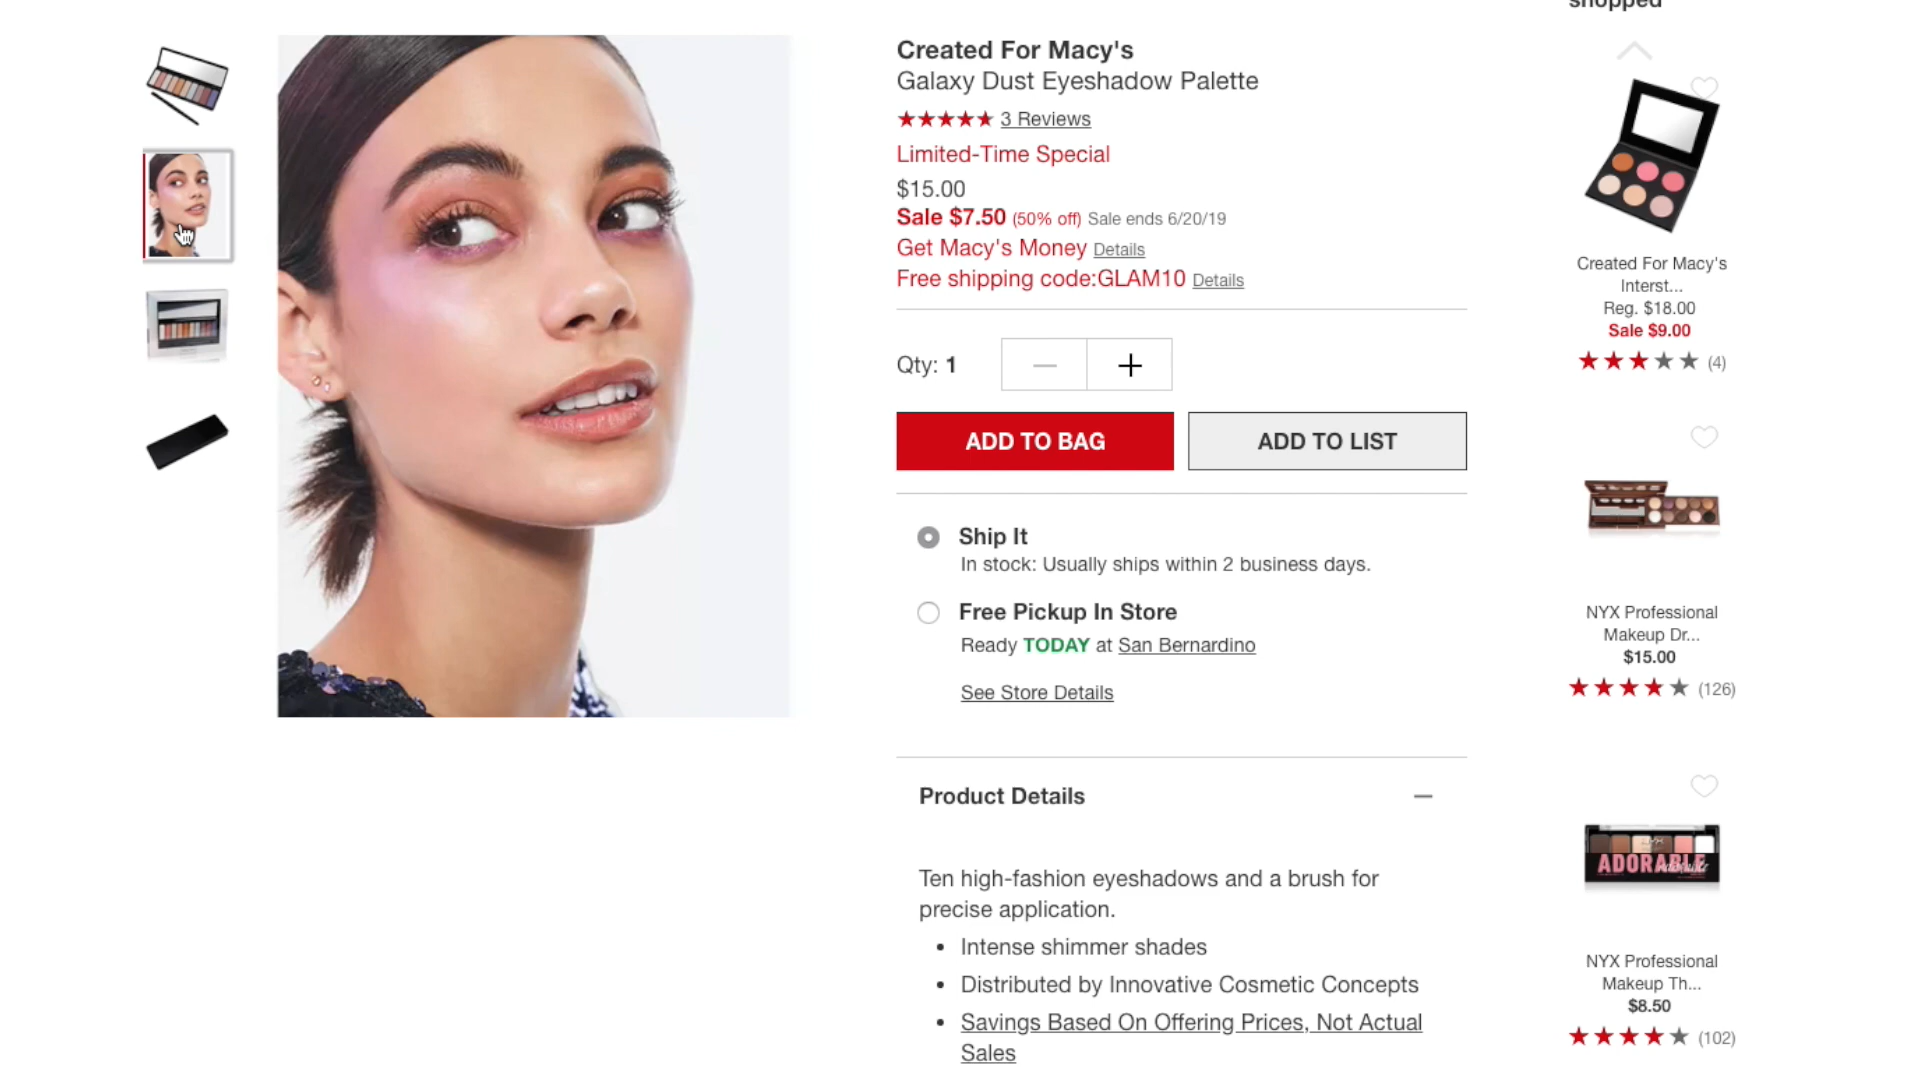 shopped
Created For Macy's
Galaxy Dust Eyeshadow Palette
3 Reviews
Limited-Time Special
$15.00
Sale $7.50 (50% off) Sale ends 6/20/19
Get Macy's Money Details
Free shipping code:GLAM10 Details
Qty: 1
ADD TO BAG
ADD TO LIST
Ship It
In stock: Usually ships within 2 business days.
Free Pickup In Store
Ready TODAY at San Bernardino
See Store Details
Product Details
Ten high-fashion eyeshadows and a brush for
precise application.
• Intense shimmer shades
• Distributed by Innovative Cosmetic Concepts
• Savings Based On Offering Prices, Not Actual
Sales
Created For Macy's
Interst...
Reg. $18.00
Sale $9.00
(4)
NYX Professional
Makeup Dr...
$15.00
(126)
NYX
ADORABLE
NYX Professional
Makeup Th...
$8.50
(102)